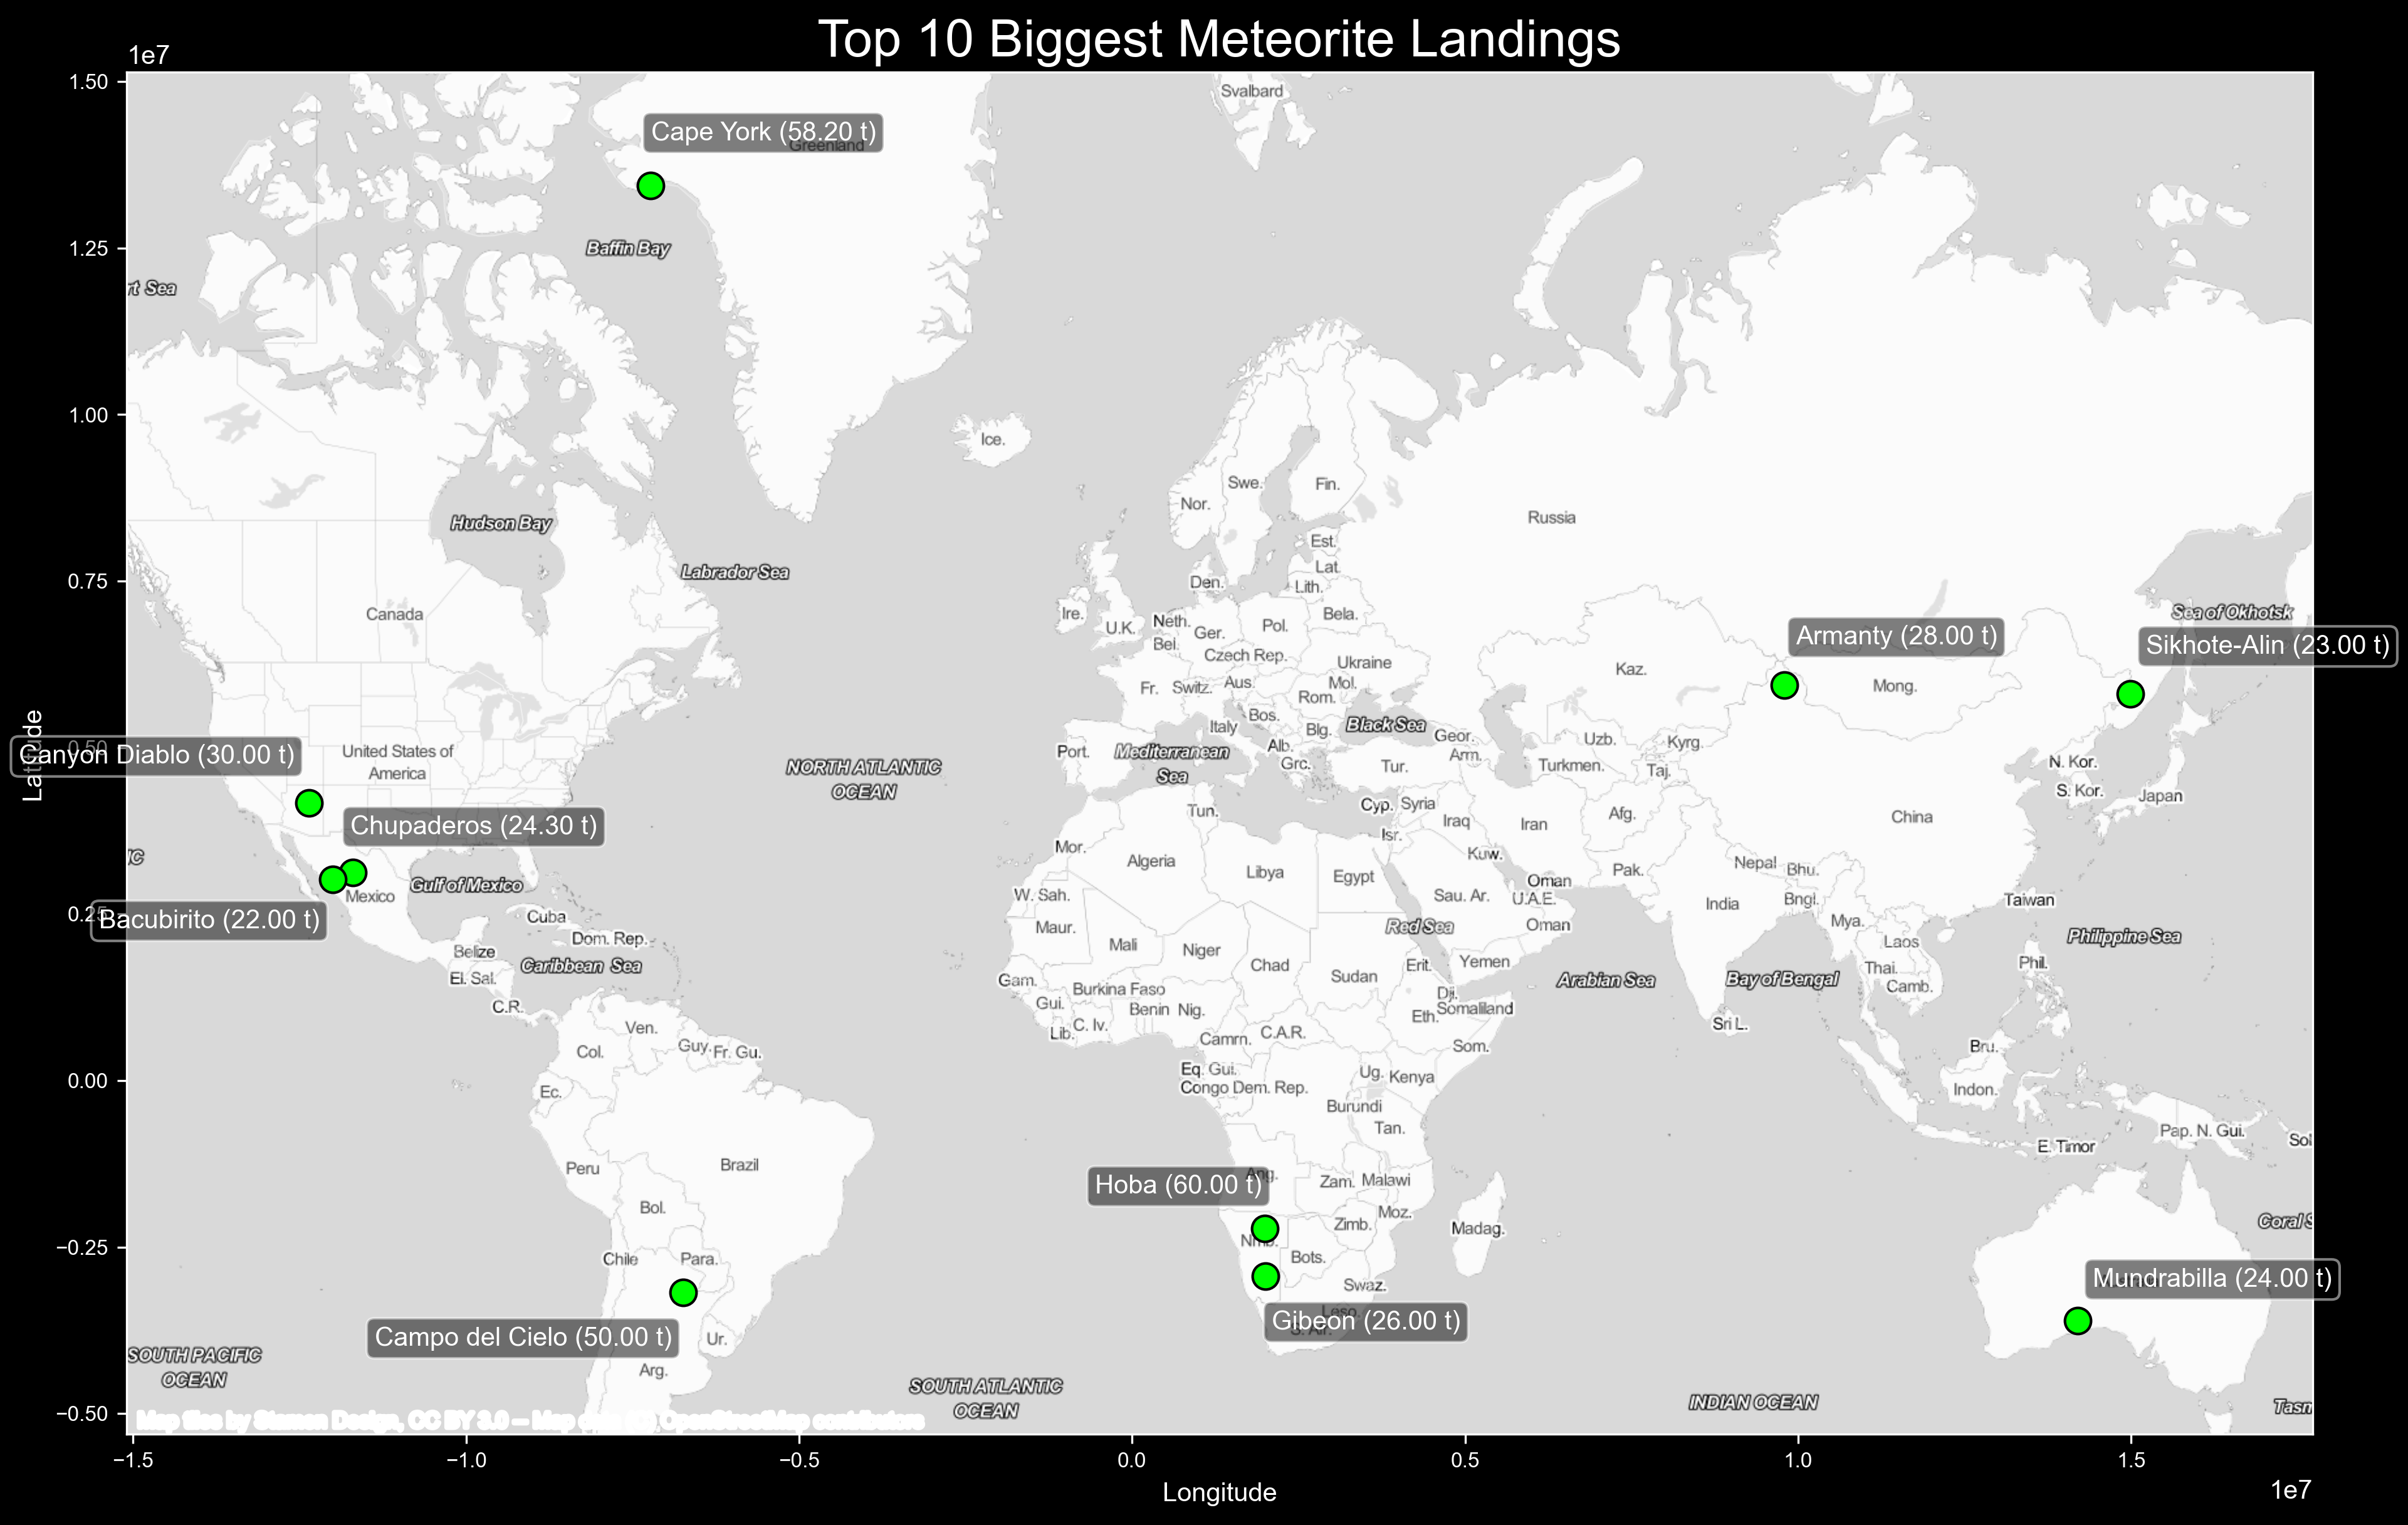 Top 10 Biggest Meteorite Landings
1e7
1.50
1.25
1.00
0.75
0.50
0.25
0.00
−0.25
−0.50
Latitude
Svalbard
Cape York (58.20 t)
Greenland
Baffin Bay
rt Sea
Ice.
Swe.
Fin.
Nor.
Russia
Hudson Bay
Est.
Labrador Sea
Lat.
Den.
Lith.
Canada
Ire.
U.K.
Neth.
Ger.
Pol.
Bela.
Sea of Okhotsk
Armanty (28.00 t)
Sikhote-Alin (23.00 t)
Bel.
Czech Rep.
Ukraine
Kaz.
Mong.
Fr.
Switz.
Aus.
Mol.
Rom.
Bos.
Italy
Blg.
Black Sea
Geor.
Uzb.
Kyrg.
Canyon Diablo (30.00 t)
United States of
America
Port.
Mediterranean
Sea
Alb.
Grc.
Arm.
Tur.
Turkmen.
Taj.
N. Kor.
S. Kor.
Japan
NORTH ATLANTIC
OCEAN
Tun.
Cyp.
Syria
Isr.
Iraq
Iran
Afg.
China
Chupaderos (24.30 t)
IC
Mor.
Algeria
Libya
Egypt
Kuw.
Pak.
Nepal
Bhu.
Gulf of Mexico
Mexico
W. Sah.
Sau. Ar.
Oman
U.A.E.
India
Bngl.
Taiwan
Bacubirito (22.00 t)
Cuba
Maur.
Mali
Niger
Red Sea
Oman
Mya.
Laos
Philippine Sea
Dom. Rep.
Belize
Caribbean Sea
El. Sal.
Chad
Sudan
Erit.
Yemen
Arabian Sea
Bay of Bengal
Thai.
Camb.
Phil.
C.R.
Gam.
Burkina Faso
Gui.
Benin
Nig.
Dji.
Somaliland
Eth.
Sri L.
Ven.
Lib.
C. Iv.
Camrn.
C.A.R.
Som.
Col.
Guy.
Fr. Gu.
Bru.
Ec.
Eq. Gui.
Congo
Dem. Rep.
Ug.
Kenya
Indon.
Burundi
Tan.
Pap. N. Gui.
Sol
E. Timor
Peru
Brazil
Hoba (60.00 t)
Ang.
Zam.
Malawi
Bol.
Moz.
Zimb.
Madag.
Coral S
Nmb.
Chile
Para.
Bots.
Swaz.
Mundrabilla (24.00 t)
Leso.
Gibeon (26.00 t)
S. Afr.
Campo del Cielo (50.00 t)
Ur.
Arg.
SOUTH PACIFIC
OCEAN
SOUTH ATLANTIC
OCEAN
INDIAN OCEAN
Tasm
Map tiles by Stamen Design, CC BY 3.0 -- Map data (C) OpenStreetMap contributors
−1.5
−1.0
−0.5
0.0
0.5
1.0
1.5
Longitude
1e7